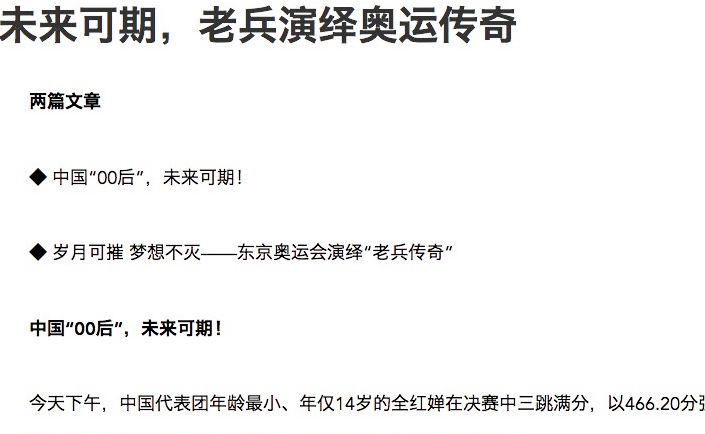 未来可期，老兵演绎奥运传奇
两篇文章
◆ 中国“00后”，未来可期！
◆ 岁月可摧 梦想不灭——东京奥运会演绎“老兵传奇”
中国“00后”，未来可期！
今天下午，中国代表团年龄最小、年仅14岁的全红婵在决赛中三跳满分，以466.20分